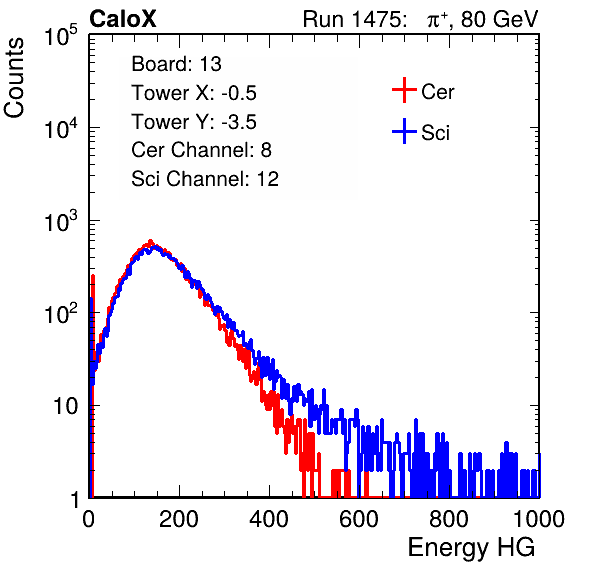 CaloX Run 1475: π⁺, 80 GeV
Counts
Board: 13
Tower X: -0.5
Tower Y: -3.5
Cer Channel: 8
Sci Channel: 12
Cer
Sci
10⁵
10⁴
10³
10²
10
1
0 200 400 600 800 1000
Energy HG